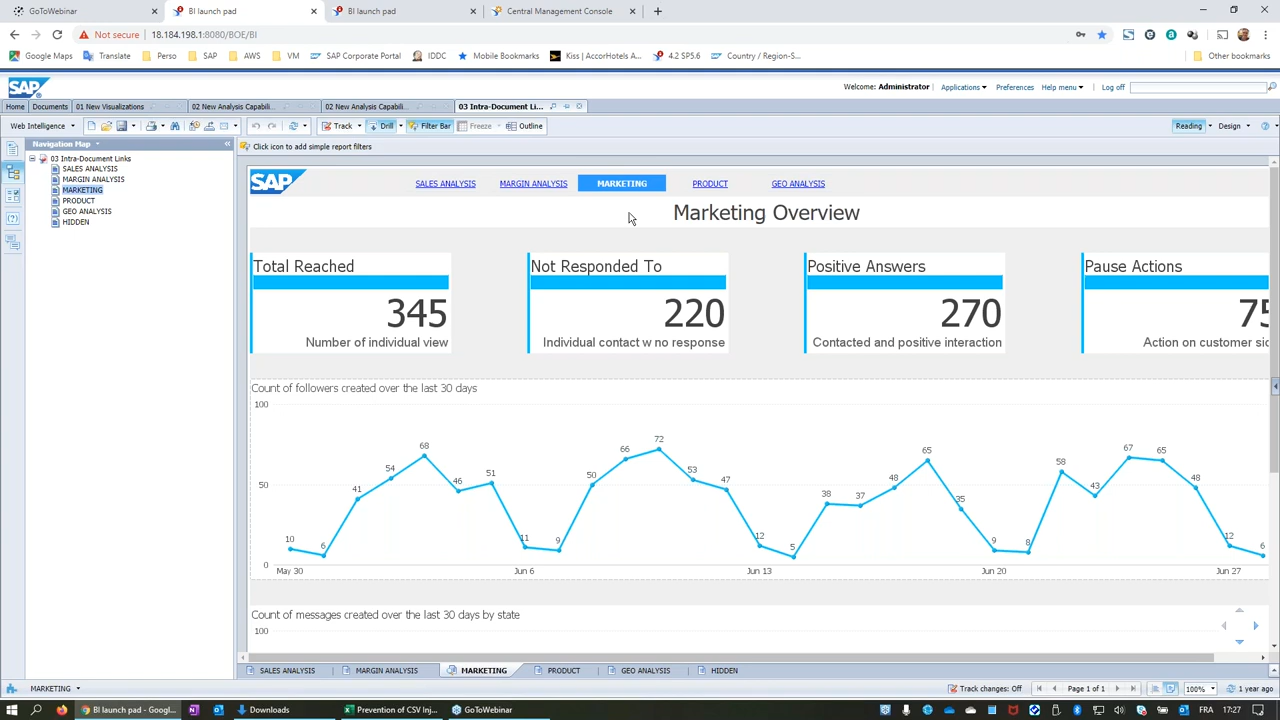 GoToWebinar
BI launch pad
BI launch pad
Central Management Console
Not secure 18.184.198.1:8080/BOE/BI
Google Maps Translate Perso SAP AWS VM SAP Corporate Portal IDDC Mobile Bookmarks Kiss | AccorHotels A... 4.2 SP5.6 Country / Region-S... Other bookmarks
SAP
Welcome: Administrator Applications Preferences Help menu Log off
Home Documents 01 New Visualizations 02 New Analysis Capabili... 02 New Analysis Capabili... 03 Intra-Document Li...
Web Intelligence Track Drill Filter Bar Freeze Outline Reading Design
Navigation Map
Click icon to add simple report filters
03 Intra-Document Links
SALES ANALYSIS
MARGIN ANALYSIS
MARKETING
PRODUCT
GEO ANALYSIS
HIDDEN
SAP
SALES ANALYSIS MARGIN ANALYSIS MARKETING PRODUCT GEO ANALYSIS
Marketing Overview
Total Reached
345
Number of individual view
Not Responded To
220
Individual contact w no response
Positive Answers
270
Contacted and positive interaction
Pause Actions
75
Action on customer sid
Count of followers created over the last 30 days
100
50
0
10 6 41 54 68 46 51 11 9 50 66 72 53 47 12 5 38 37 48 65 35 9 8 58 43 67 65 48 12 6
May 30 Jun 6 Jun 13 Jun 20 Jun 27
Count of messages created over the last 30 days by state
100
SALES ANALYSIS MARGIN ANALYSIS MARKETING PRODUCT GEO ANALYSIS HIDDEN
MARKETING Track changes: Off Page 1 of 1 100% 1 year ago
BI launch pad - Googl... Downloads Prevention of CSV Inj... GoToWebinar FRA 17:27